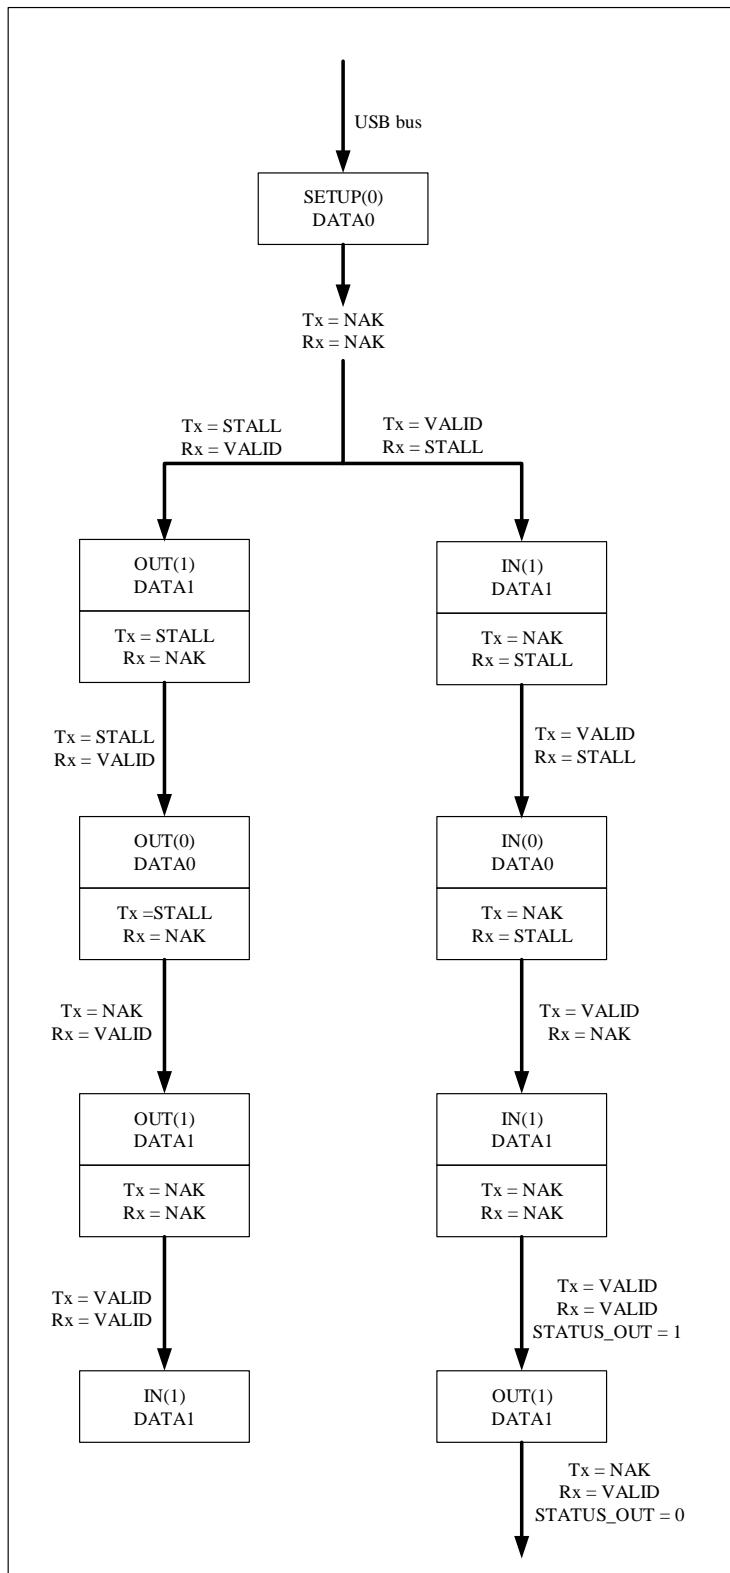 USB bus
SETUP(0)
DATA0
Tx = NAK
Rx = NAK
Tx = STALL
Rx = VALID
Tx = VALID
Rx = STALL
OUT(1)
DATA1
Tx = STALL
Rx = NAK
IN(1)
DATA1
Tx = NAK
Rx = STALL
Tx = STALL
Rx = VALID
Tx = VALID
Rx = STALL
OUT(0)
DATA0
Tx =STALL
Rx = NAK
IN(0)
DATA0
Tx = NAK
Rx = STALL
Tx = NAK
Rx = VALID
Tx = VALID
Rx = NAK
OUT(1)
DATA1
Tx = NAK
Rx = NAK
IN(1)
DATA1
Tx = NAK
Rx = NAK
Tx = VALID
Rx = VALID
Tx = VALID
Rx = VALID
STATUS_OUT = 1
IN(1)
DATA1
OUT(1)
DATA1
Tx = NAK
Rx = VALID
STATUS_OUT = 0